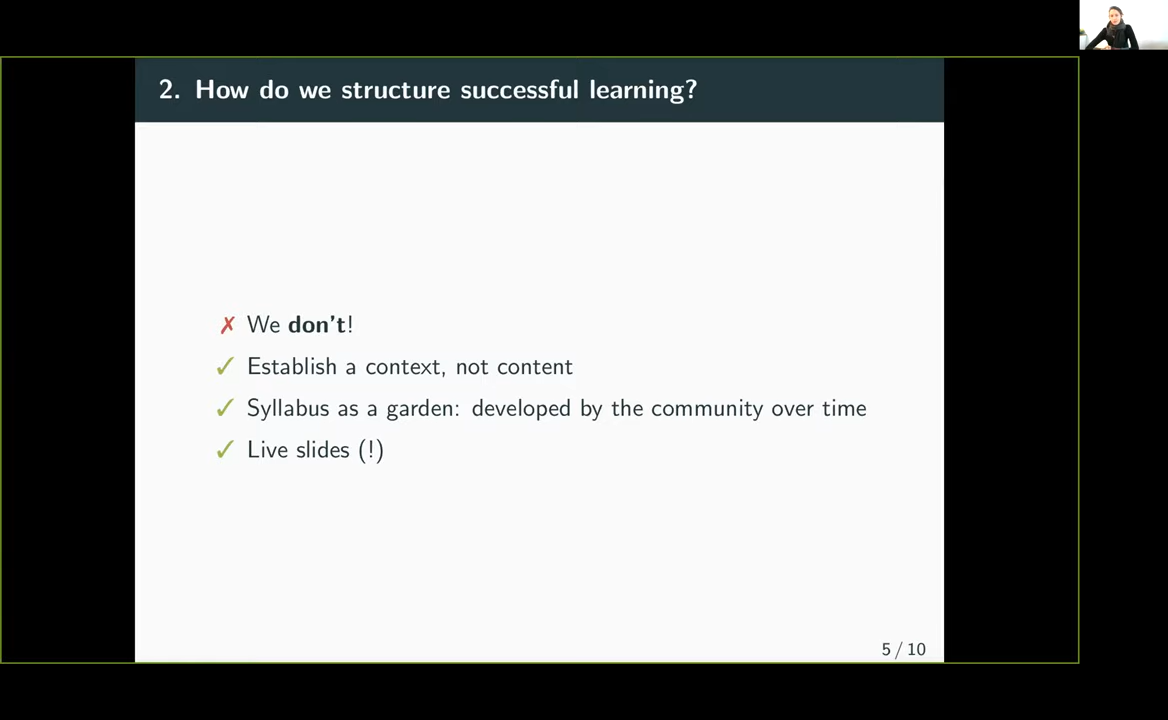 2. How do we structure successful learning?
✗ We don't!
✓ Establish a context, not content
✓ Syllabus as a garden: developed by the community over time
✓ Live slides (!)
5 / 10